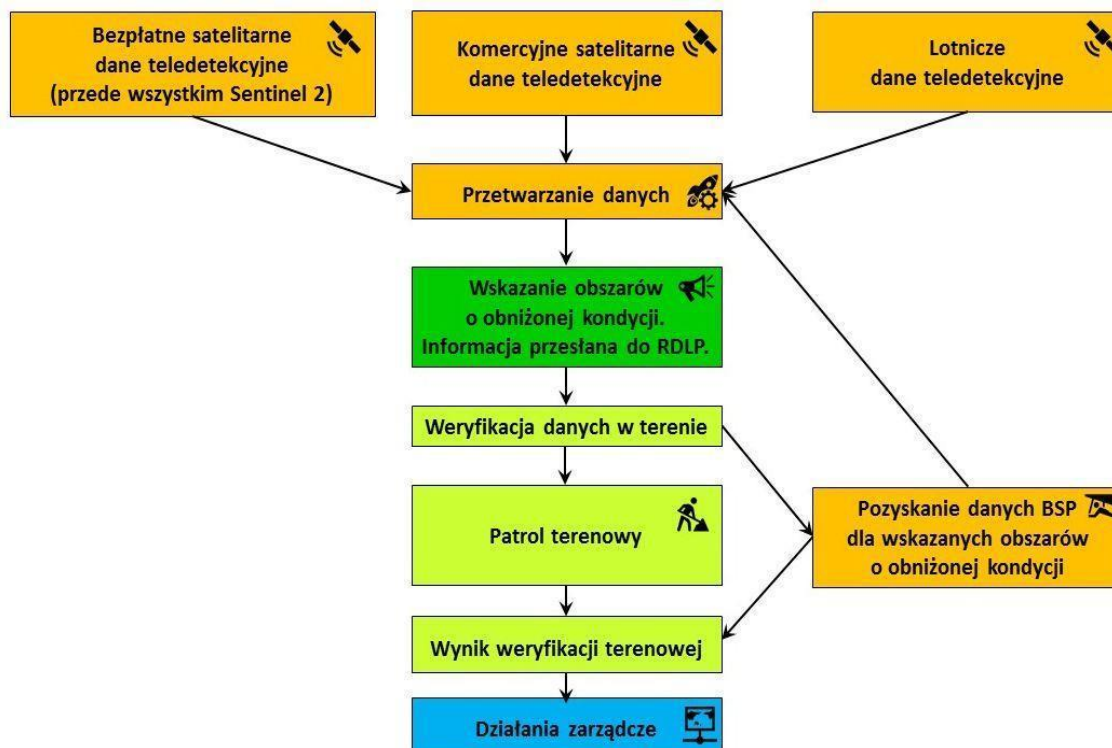 Bezpłatne satelitarne
dane teledetekcyjne
(przede wszystkim Sentinel 2)
Komercyjne satelitarne
dane teledetekcyjne
Lotnicze
dane teledetekcyjne
Przetwarzanie danych
Wskazanie obszarów
o obniżonej kondycji.
Informacja przesłana do RDLP.
Weryfikacja danych w terenie
Patrol terenowy
Pozyskanie danych BSP
dla wskazanych obszarów
o obniżonej kondycji
Wynik weryfikacji terenowej
Działania zarządcze